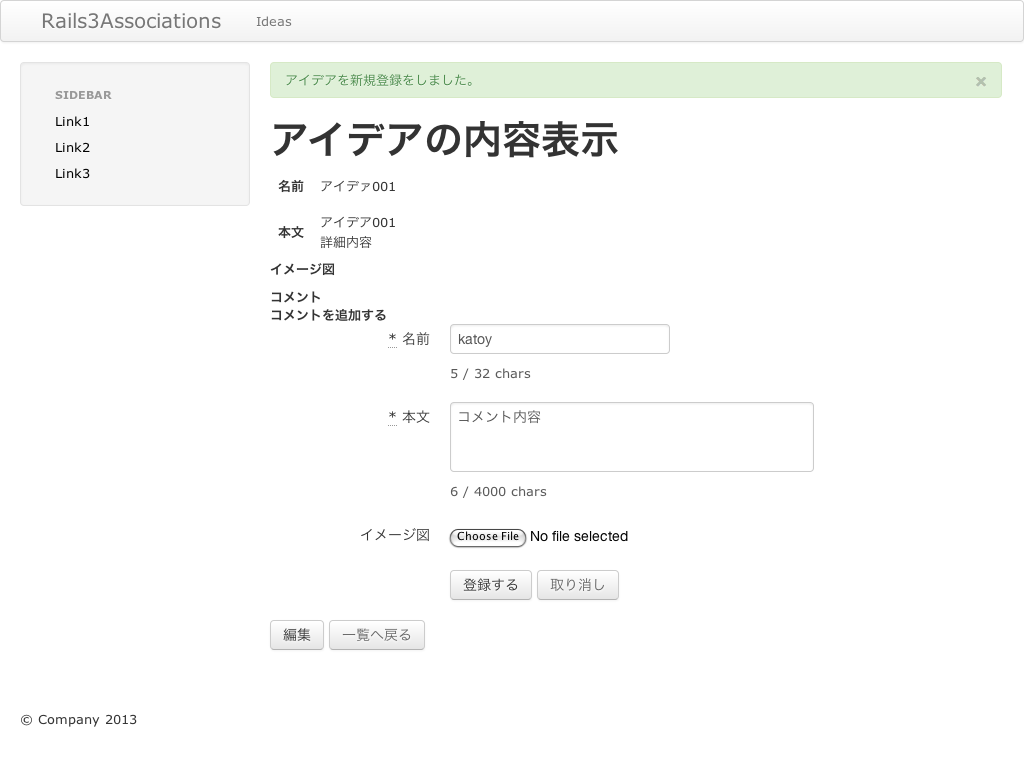 Rails3Associations Ideas
SIDEBAR
Link1
Link2
Link3
アイデアを新規登録をしました。 ×
アイデアの内容表示
名前 アイデァ001
本文 アイデア001
詳細内容
イメージ図
コメント
コメントを追加する
* 名前 katoy
5 / 32 chars
* 本文 コメント内容
6 / 4000 chars
イメージ図 Choose File No file selected
登録する 取り消し
編集 一覧へ戻る
© Company 2013